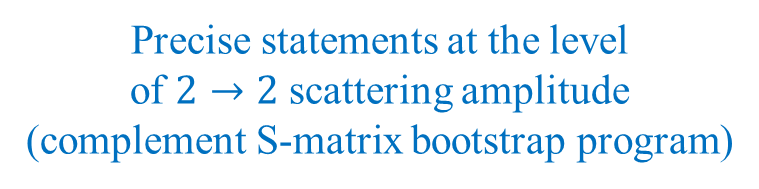 Precise statements at the level
of 2 → 2 scattering amplitude
(complement S-matrix bootstrap program)